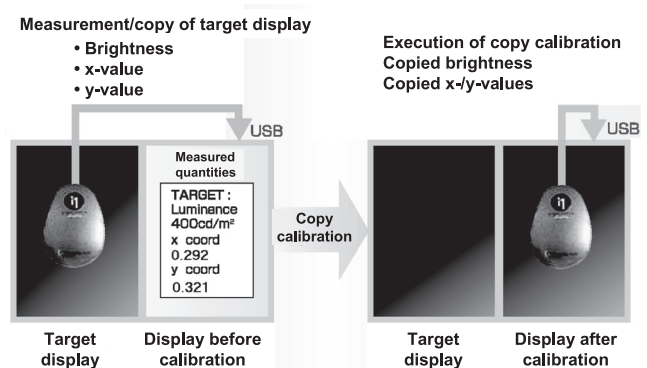 Measurement/copy of target display
• Brightness
• x-value
• y-value
USB
Measured
quantities
TARGET :
Luminance
400cd/m²
x coord
0.292
y coord
0.321
i1
Target
display
Display before
calibration
Copy
calibration
Execution of copy calibration
Copied brightness
Copied x-/y-values
USB
i1
Target
display
Display after
calibration